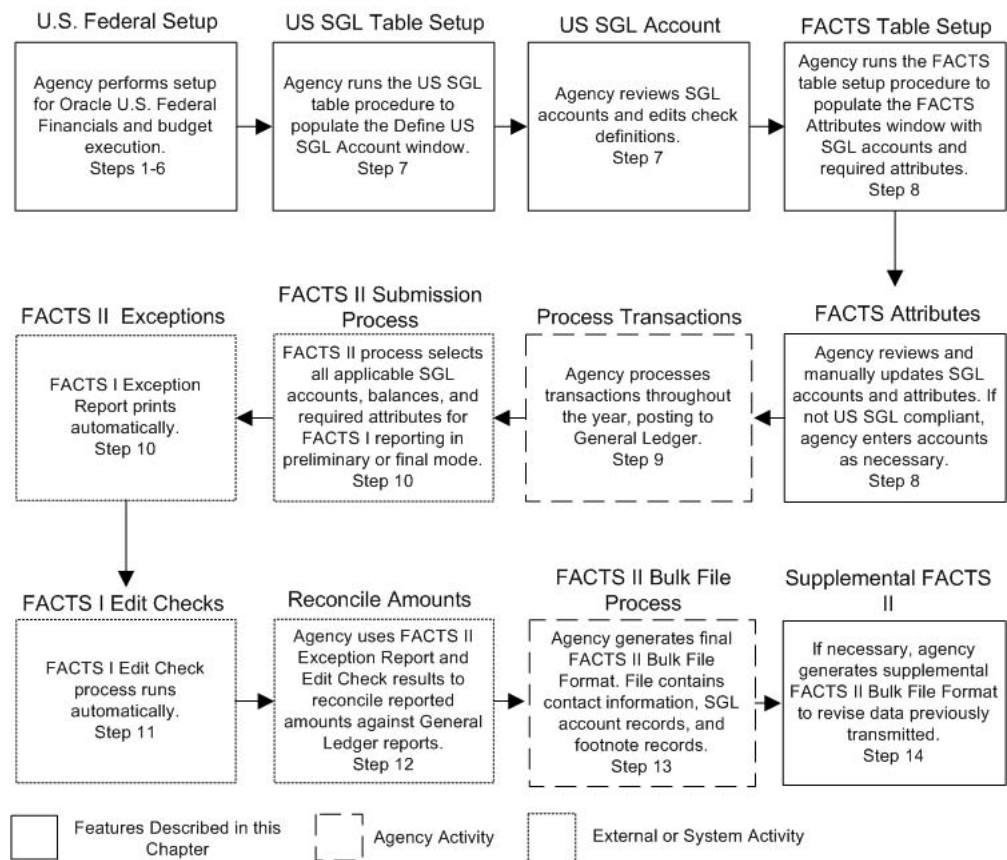 U.S. Federal Setup
Agency performs setup
for Oracle U.S. Federal
Financials and budget
execution.
Steps 1-6
US SGL Table Setup
Agency runs the US SGL
table procedure to
populate the Define US
SGL Account window.
Step 7
US SGL Account
Agency reviews SGL
accounts and edits check
definitions.
Step 7
FACTS Table Setup
Agency runs the FACTS
table setup procedure to
populate the FACTS
Attributes window with
SGL accounts and
required attributes.
Step 8
FACTS II Exceptions
FACTS I Exception
Report prints
automatically.
Step 10
FACTS II Submission
Process
FACTS II process selects
all applicable SGL
accounts, balances, and
required attributes for
FACTS I reporting in
preliminary or final mode.
Step 10
Process Transactions
Agency processes
transactions throughout
the year, posting to
General Ledger.
Step 9
FACTS Attributes
Agency reviews and
manually updates SGL
accounts and attributes. If
not US SGL compliant,
agency enters accounts
as necessary.
Step 8
FACTS I Edit Checks
FACTS I Edit Check
process runs
automatically.
Step 11
Reconcile Amounts
Agency uses FACTS II
Exception Report and
Edit Check results to
reconcile reported
amounts against General
Ledger reports.
Step 12
FACTS II Bulk File
Process
Agency generates final
FACTS II Bulk File
Format. File contains
contact information, SGL
account records, and
footnote records.
Step 13
Supplemental FACTS
II
If necessary, agency
generates supplemental
FACTS II Bulk File Format
to revise data previously
transmitted.
Step 14
Features Described in this
Chapter
Agency Activity
External or System Activity